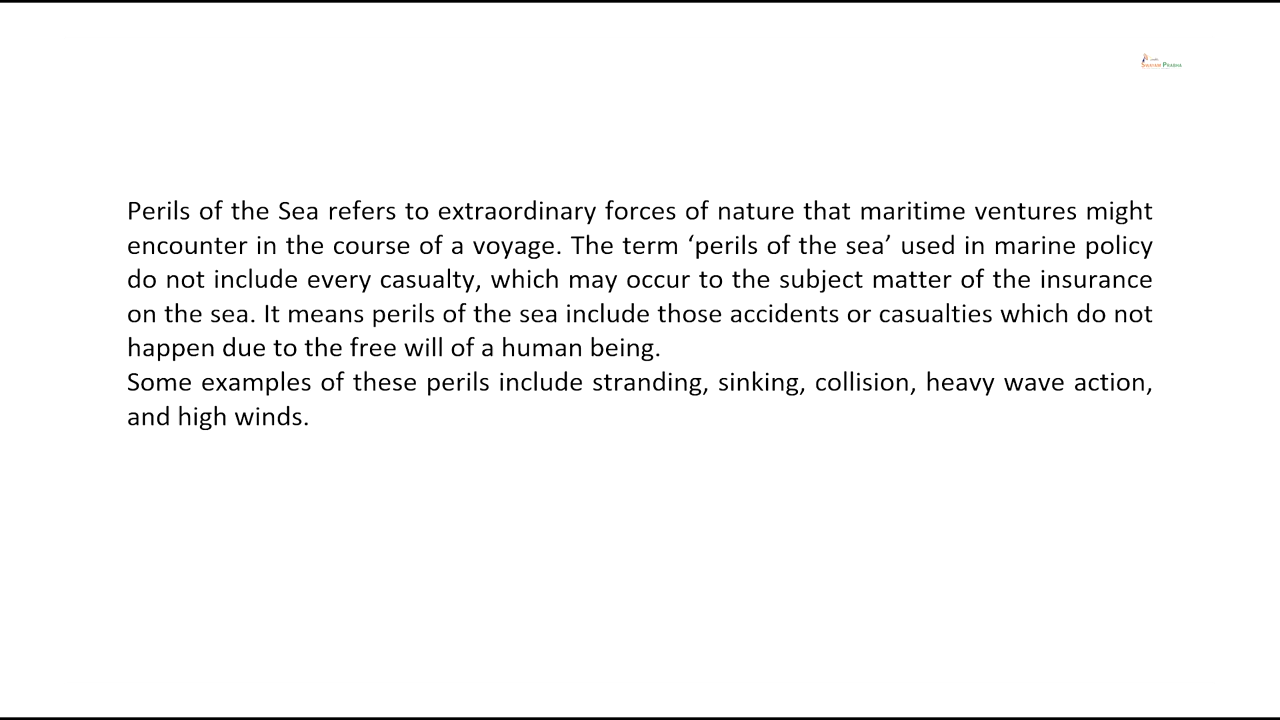 Swayam Prabha
Perils of the Sea refers to extraordinary forces of nature that maritime ventures might
encounter in the course of a voyage. The term ‘perils of the sea’ used in marine policy
do not include every casualty, which may occur to the subject matter of the insurance
on the sea. It means perils of the sea include those accidents or casualties which do not
happen due to the free will of a human being.
Some examples of these perils include stranding, sinking, collision, heavy wave action,
and high winds.